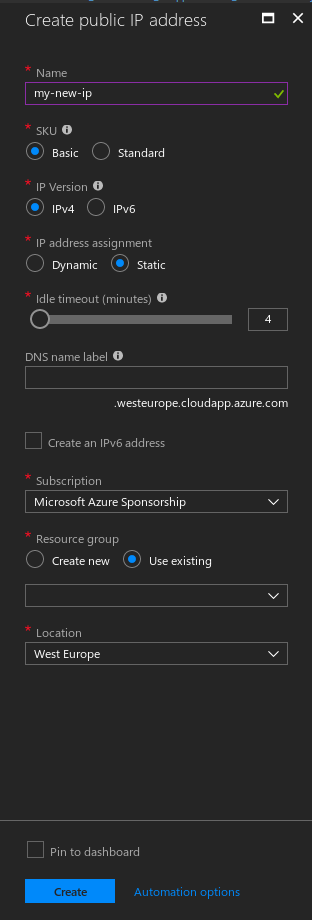 Create public IP address
* Name
my-new-ip
* SKU
Basic
Standard
* IP Version
IPv4
IPv6
* IP address assignment
Dynamic
Static
* Idle timeout (minutes)
4
DNS name label
.westeurope.cloudapp.azure.com
Create an IPv6 address
* Subscription
Microsoft Azure Sponsorship
* Resource group
Create new
Use existing
* Location
West Europe
Pin to dashboard
Create
Automation options